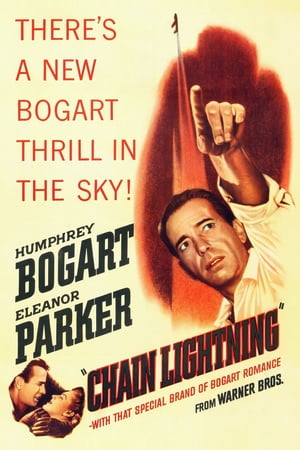 THERE'S
A NEW
BOGART
THRILL IN
THE SKY!
HUMPHREY
BOGART
ELEANOR
PARKER
"CHAIN LIGHTNING"
-WITH THAT SPECIAL BRAND OF BOGART ROMANCE
FROM WARNER BROS.